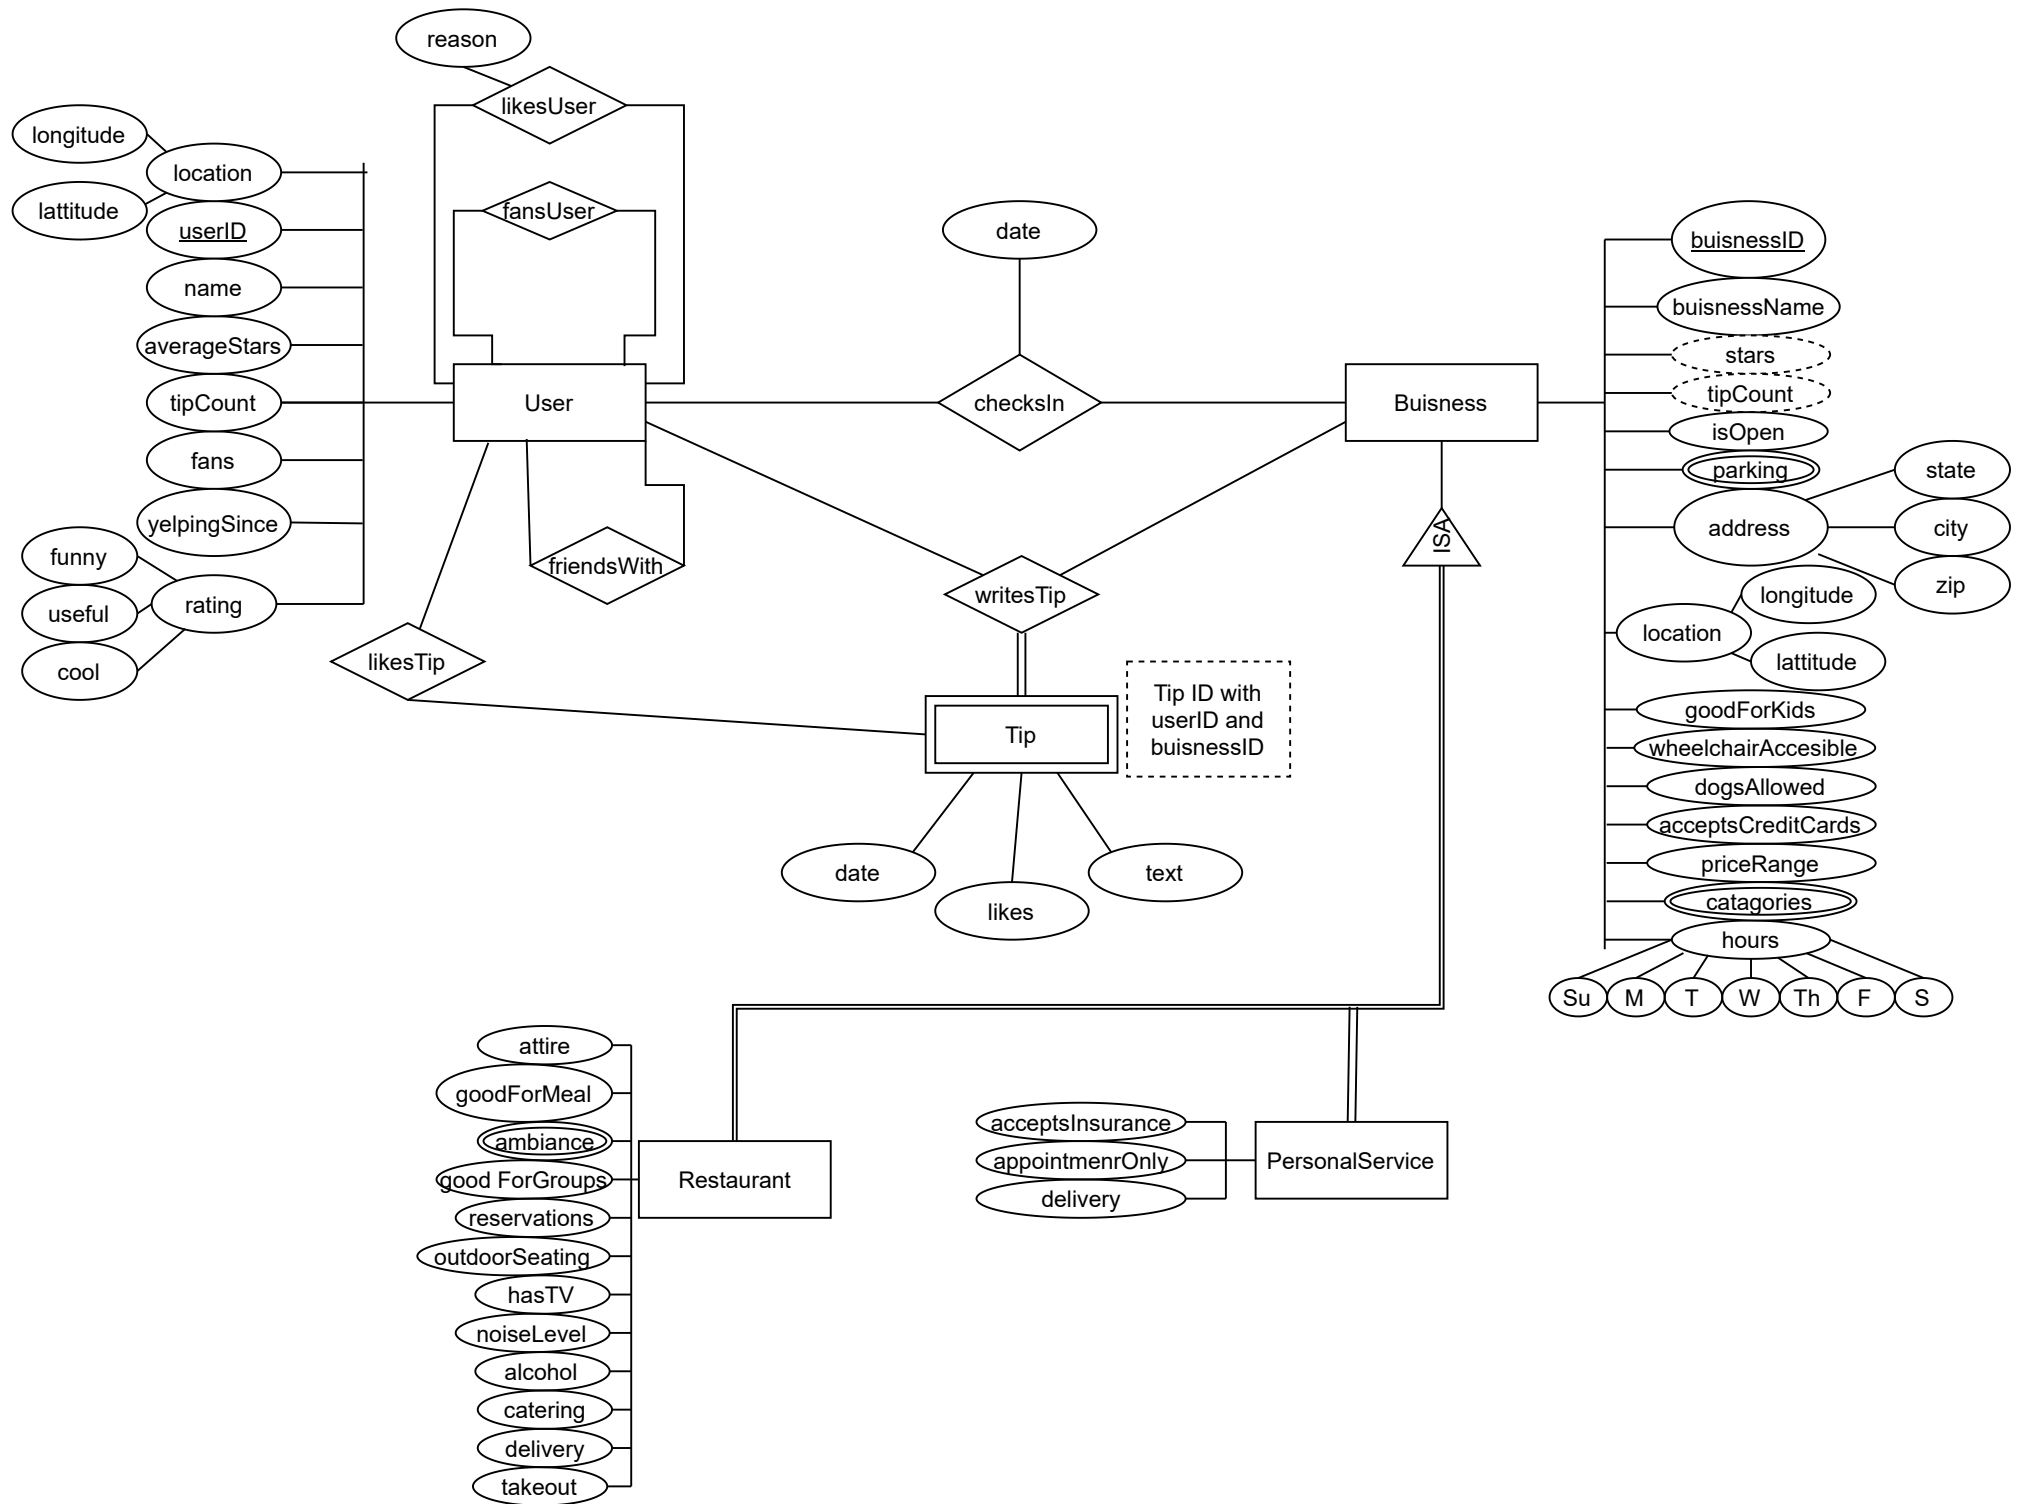 reason
likesUser
longitude
location
lattitude
userID
name
averageStars
tipCount
fans
yelpingSince
funny
useful
cool
rating
fansUser
User
friendsWith
likesTip
date
checksIn
writesTip
Tip
Tip ID with
userID and
buisnessID
date
likes
text
Buisness
ISA
buisnessID
buisnessName
stars
tipCount
isOpen
parking
address
state
city
zip
location
longitude
lattitude
goodForKids
wheelchairAccesible
dogsAllowed
acceptsCreditCards
priceRange
catagories
hours
Su
M
T
W
Th
F
S
attire
goodForMeal
ambiance
good ForGroups
reservations
outdoorSeating
hasTV
noiseLevel
alcohol
catering
delivery
takeout
Restaurant
acceptsInsurance
appointmenrOnly
delivery
PersonalService